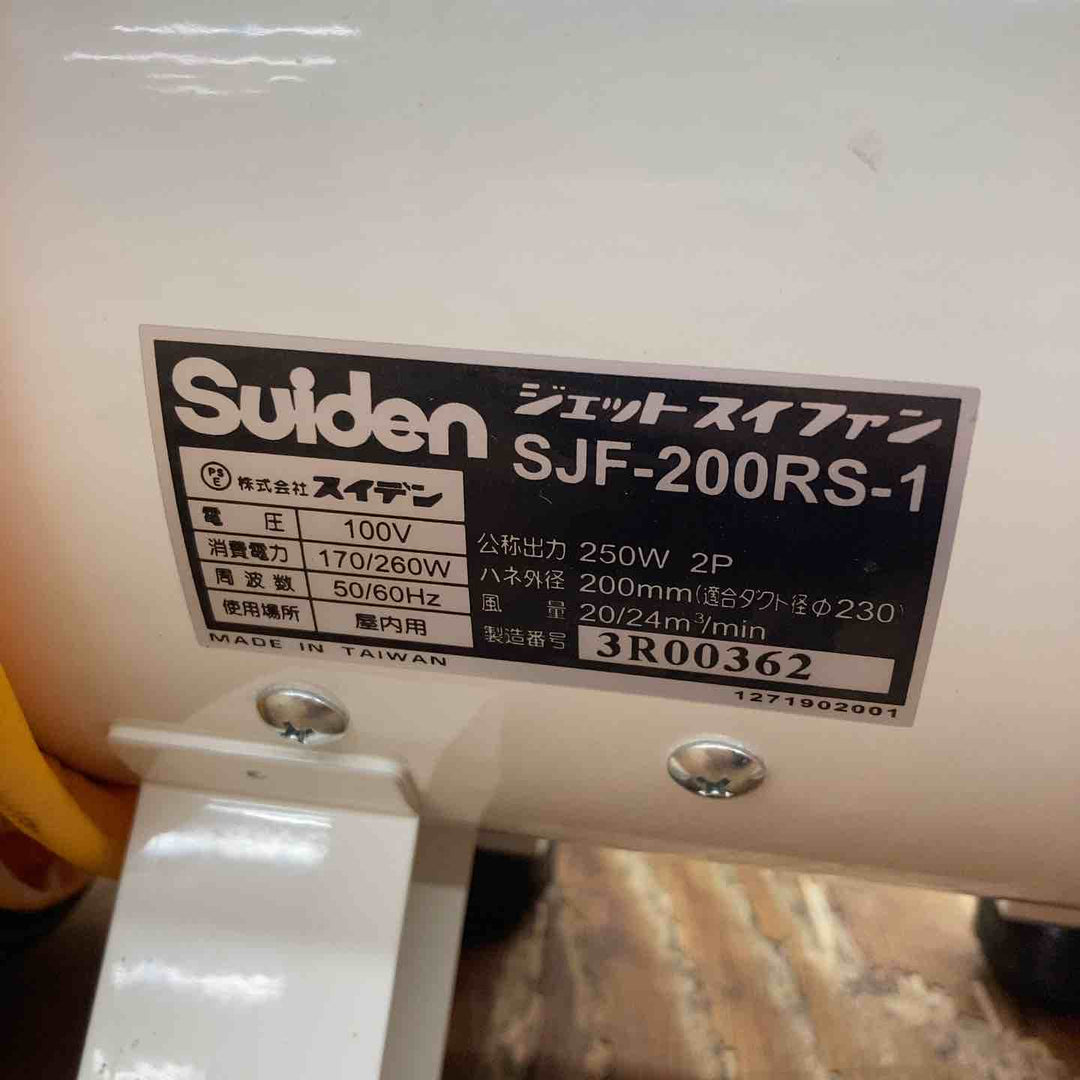 Suiden
ジェットスイファン
SJF-200RS-1
PSE 株式会社 スイデン
電圧 100V
消費電力 170/260W
周波数 50/60Hz
使用場所 屋内用
公称出力 250W 2P
ハネ外径 200mm(適合ダクト径Φ230)
風量 20/24m³/min
製造番号 3R00362
MADE IN TAIWAN
1271902001